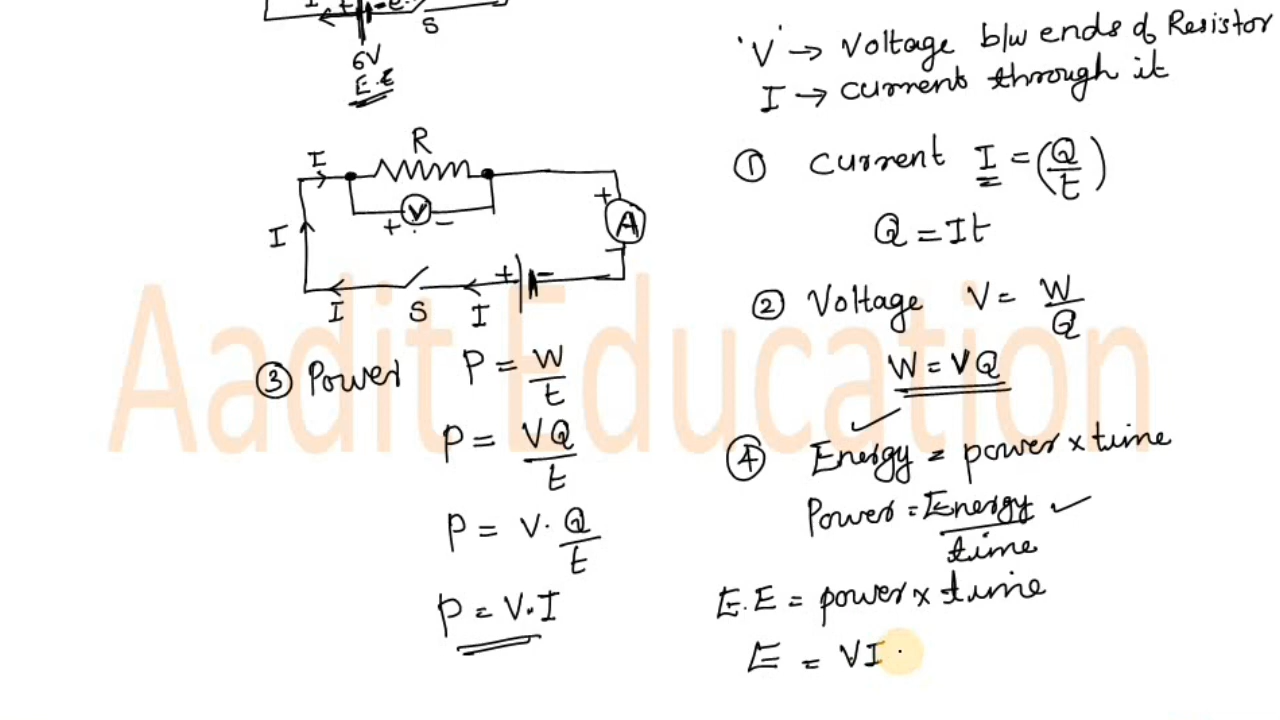 I + - e-
S
6V
E.E
'V' → Voltage b/w ends of Resistor
I → current through it
R
I
V
+ -
I
+
A
-
+ -
I S I
① Current I = (Q/t)
Q = It
② Voltage V = W/Q
W = VQ
③ Power P = W/t
P = VQ/t
P = V · Q/t
P = V·I
④ Energy = power × time
Power = Energy/time
E.E = power × time
E = VI ·
Aadit Education